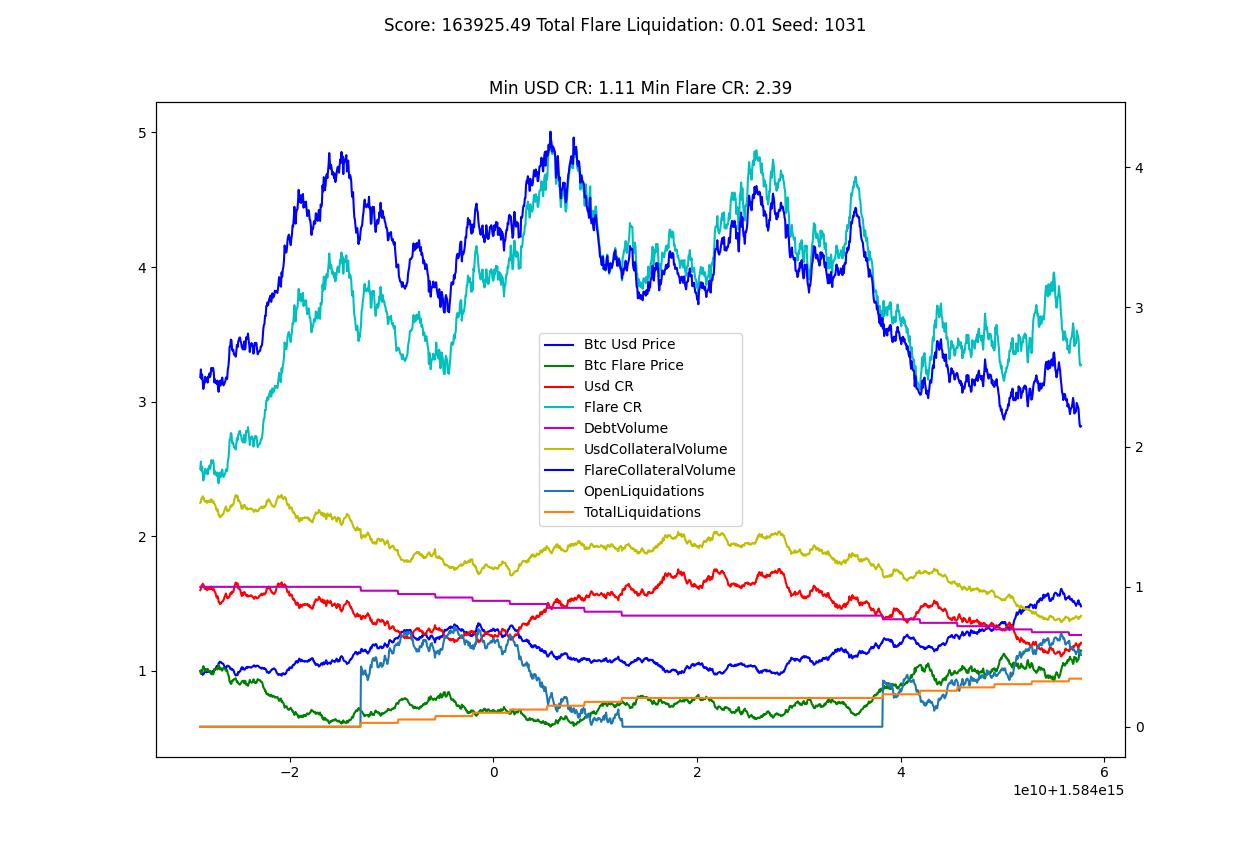 Score: 163925.49 Total Flare Liquidation: 0.01 Seed: 1031
Min USD CR: 1.11 Min Flare CR: 2.39
5
4
3
2
1
4
3
2
1
0
Btc Usd Price
Btc Flare Price
Usd CR
Flare CR
DebtVolume
UsdCollateralVolume
FlareCollateralVolume
OpenLiquidations
TotalLiquidations
−2 0 2 4 6
1e10+1.584e15